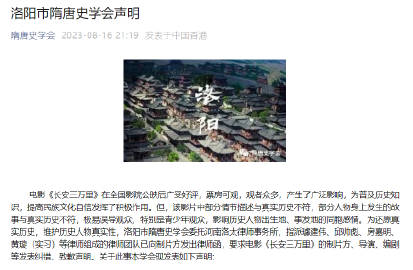 洛阳市隋唐史学会声明
隋唐史学会 2023-08-16 21:19 发表于中国香港
洛
阳
隋唐史学会
电影《长安三万里》在全国影院公映后广受好评，票房可观，观者众多，产生了广泛影响，为普及历史知
识，提高民族文化自信发挥了积极作用。但，该影片中部分情节描述与真实历史不符，部分人物身上发生的故
事与真实历史不符，极易误导观众，特别是青少年观众，影响历史人物出生地、事发地的同胞感情。为还原真
实历史，维护历史人物真实性，洛阳市隋唐史学会委托河南洛太律师事务所，指派璩建伟、邱帅彪、房嘉明、
黄璇（实习）等律师组成的律师团队已向制片方发出律师函，要求电影《长安三万里》的制片方、导演、编剧
等发表纠错、致歉声明，关于此事本学会现发表如下声明：